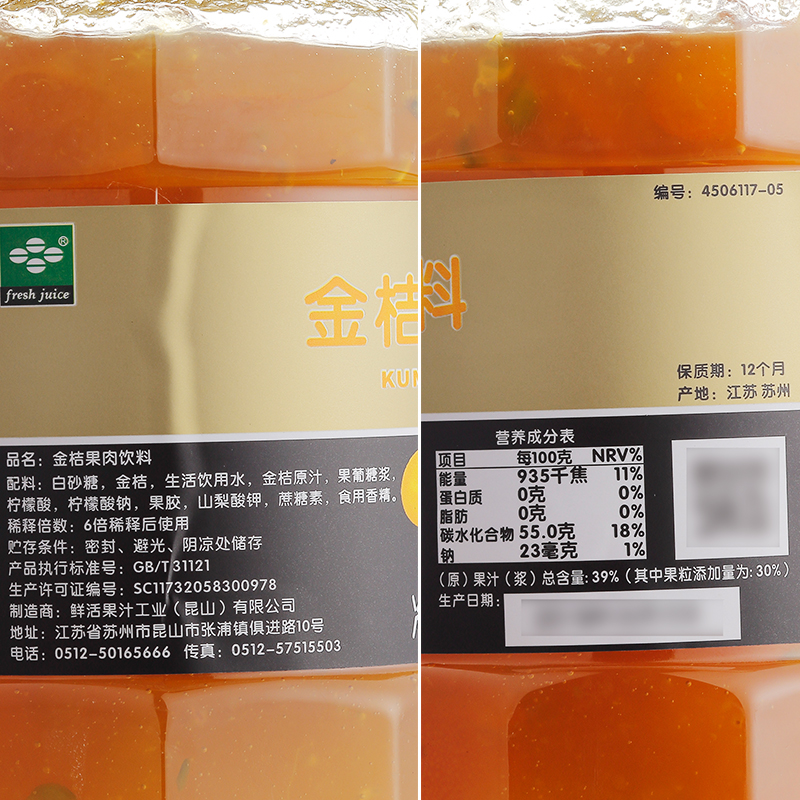 ®
fresh juice
金桔
KUM
品名：金桔果肉饮料
配料：白砂糖，金桔，生活饮用水，金桔原汁，果葡糖浆，
柠檬酸，柠檬酸钠，果胶，山梨酸钾，蔗糖素，食用香精。
稀释倍数：6倍稀释后使用
贮存条件：密封、避光、阴凉处储存
产品执行标准号：GB/T31121
生产许可证编号：SC11732058300978
制造商：鲜活果汁工业（昆山）有限公司
地址：江苏省苏州市昆山市张浦镇俱进路10号
电话：0512-50165666 传真：0512-57515503
编号：4506117-05
料
保质期：12个月
产地：江苏 苏州
营养成分表
项目 每100克 NRV%
能量 935千焦 11%
蛋白质 0克 0%
脂肪 0克 0%
碳水化合物 55.0克 18%
钠 23毫克 1%
（原）果汁（浆）总含量：39%（其中果粒添加量为：30%）
生产日期：